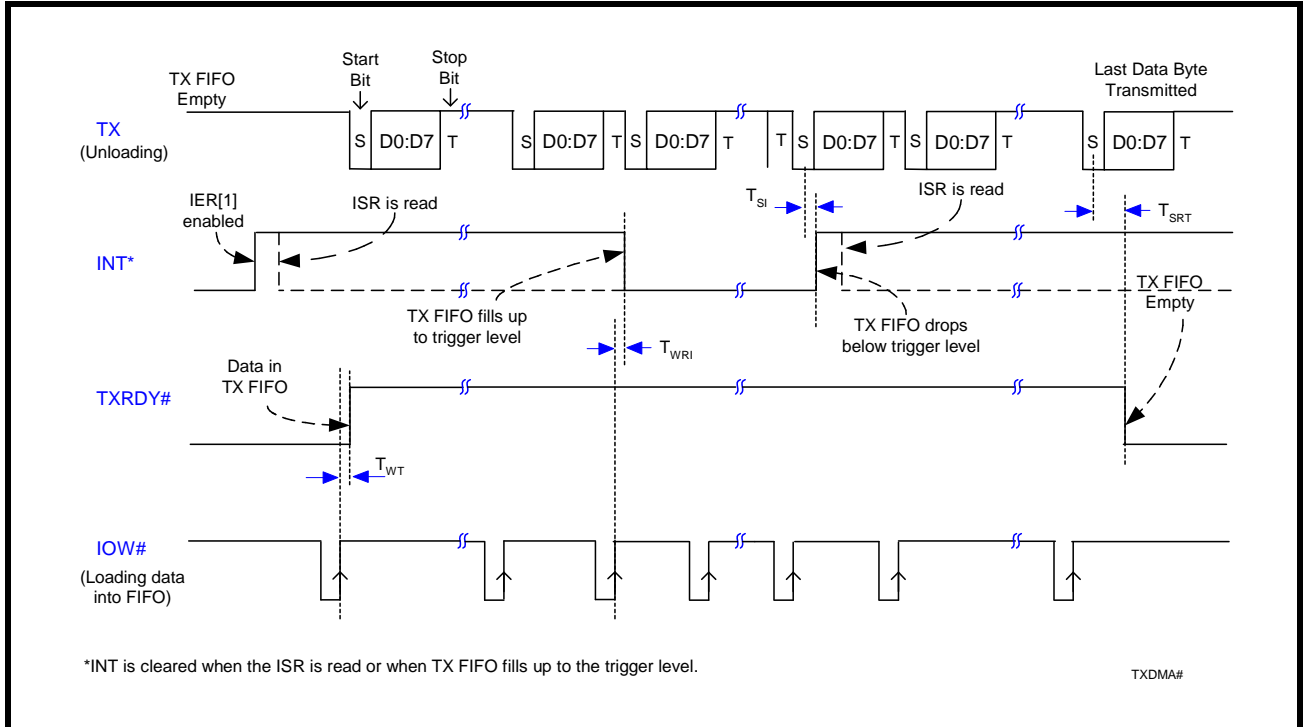 Start
Bit
Stop
Bit
TX FIFO
Empty
Last Data Byte
Transmitted
TX
(Unloading)
S D0:D7 T S D0:D7 T S D0:D7 T T S D0:D7 T S D0:D7 T S D0:D7 T
IER[1]
enabled
ISR is read
TSI
ISR is read
TSRT
INT*
TX FIFO fills up
to trigger level
TX FIFO drops
below trigger level
TX FIFO
Empty
TWRI
Data in
TX FIFO
TXRDY#
TWT
IOW#
(Loading data
into FIFO)
*INT is cleared when the ISR is read or when TX FIFO fills up to the trigger level.
TXDMA#